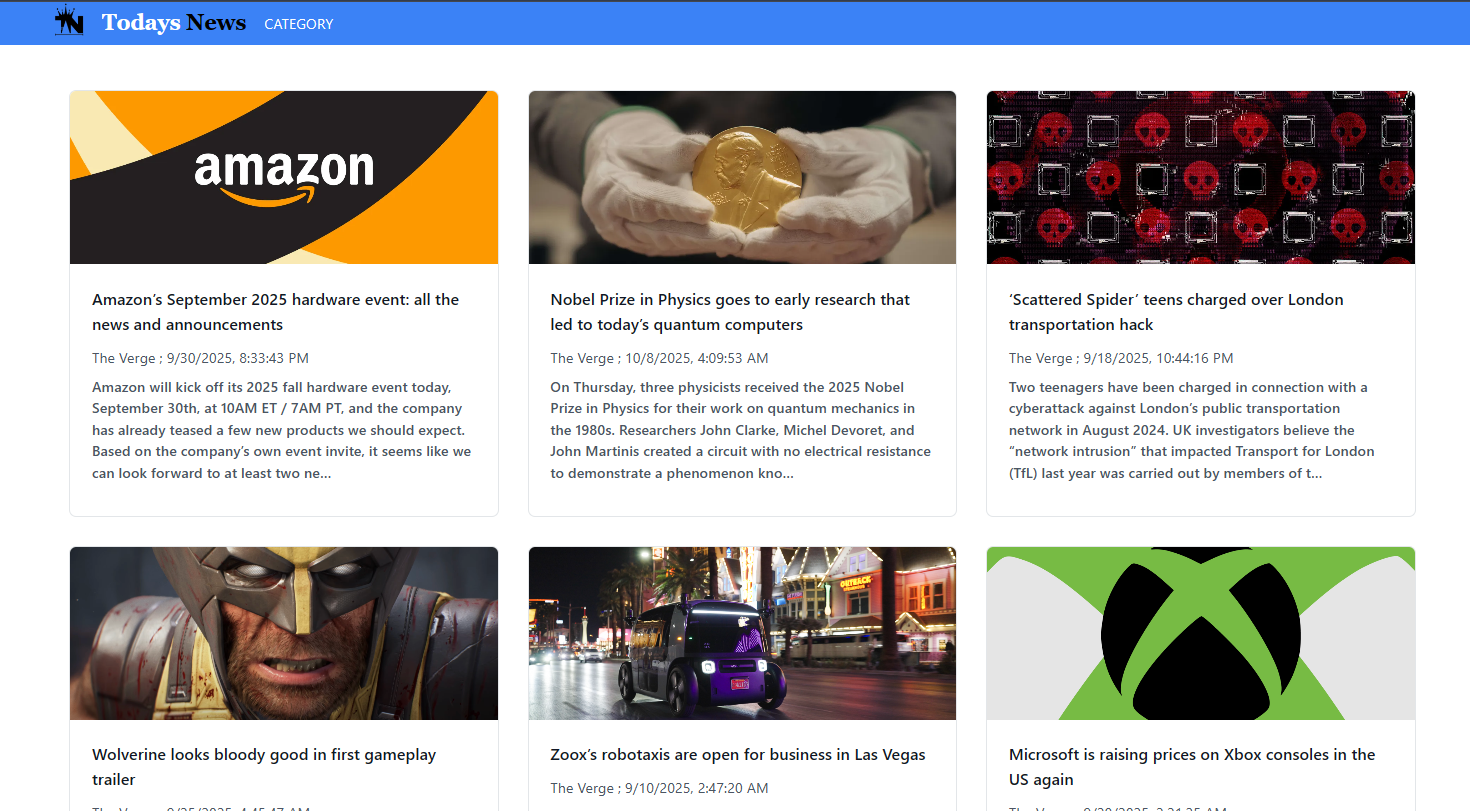 Todays News CATEGORY
amazon
Amazon’s September 2025 hardware event: all the
news and announcements
The Verge ; 9/30/2025, 8:33:43 PM
Amazon will kick off its 2025 fall hardware event today,
September 30th, at 10AM ET / 7AM PT, and the company
has already teased a few new products we should expect.
Based on the company’s own event invite, it seems like we
can look forward to at least two ne...
Nobel Prize in Physics goes to early research that
led to today’s quantum computers
The Verge ; 10/8/2025, 4:09:53 AM
On Thursday, three physicists received the 2025 Nobel
Prize in Physics for their work on quantum mechanics in
the 1980s. Researchers John Clarke, Michel Devoret, and
John Martinis created a circuit with no electrical resistance
to demonstrate a phenomenon kno...
‘Scattered Spider’ teens charged over London
transportation hack
The Verge ; 9/18/2025, 10:44:16 PM
Two teenagers have been charged in connection with a
cyberattack against London’s public transportation
network in August 2024. UK investigators believe the
“network intrusion” that impacted Transport for London
(TfL) last year was carried out by members of t...
Wolverine looks bloody good in first gameplay
trailer
OUTBACK
Zoox’s robotaxis are open for business in Las Vegas
The Verge ; 9/10/2025, 2:47:20 AM
Microsoft is raising prices on Xbox consoles in the
US again